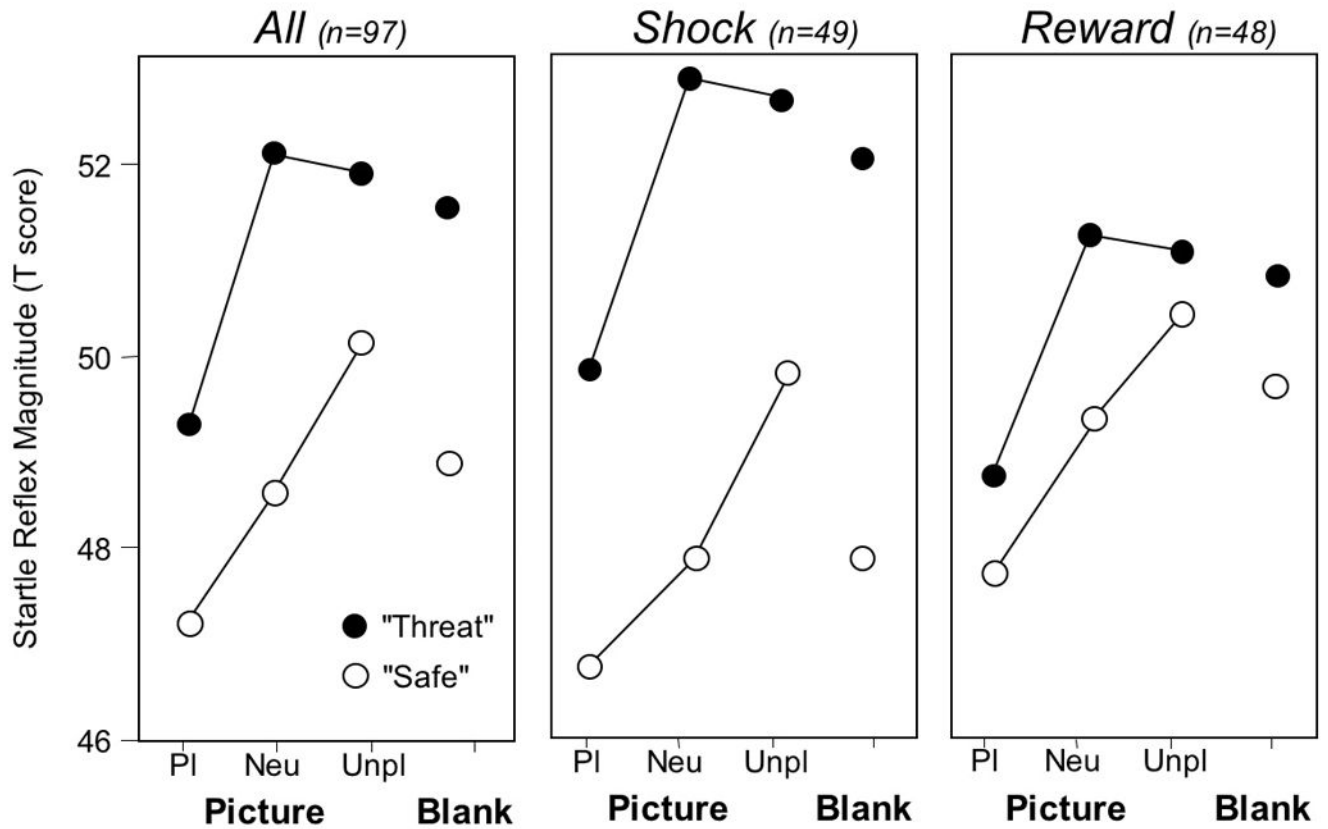 All (n=97)
Shock (n=49)
Reward (n=48)
Startle Reflex Magnitude (T score)
52
50
48
46
"Threat"
"Safe"
Pl Neu Unpl
Picture Blank
Pl Neu Unpl
Picture Blank
Pl Neu Unpl
Picture Blank